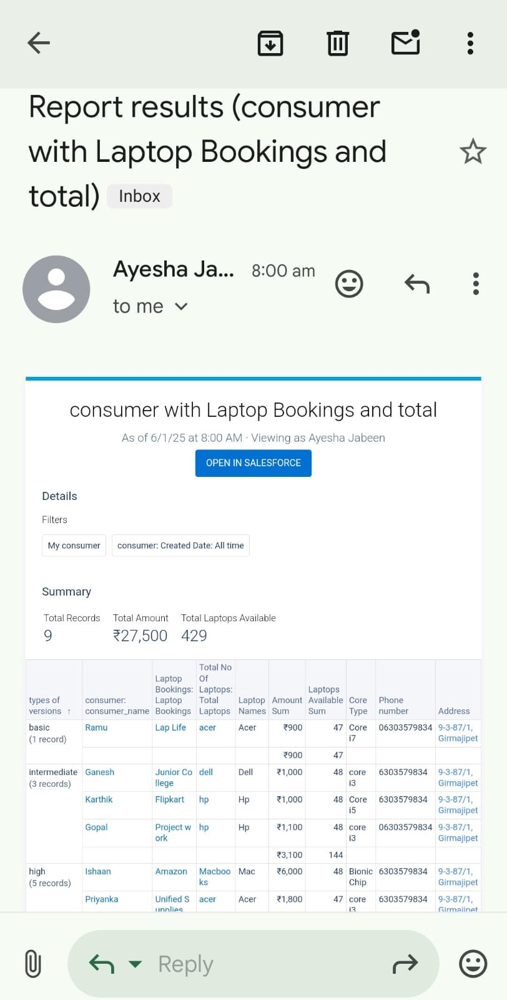 Report results (consumer
with Laptop Bookings and
total) Inbox
Ayesha Ja... 8:00 am
to me
consumer with Laptop Bookings and total
As of 6/1/25 at 8:00 AM · Viewing as Ayesha Jabeen
OPEN IN SALESFORCE
Details
Filters
My consumer consumer: Created Date: All time
Summary
Total Records Total Amount Total Laptops Available
9 ₹27,500 429
types of versions ↑ consumer: consumer_name Laptop Bookings: Laptop Bookings Total No Of Laptops: Total Laptops Laptop Names Amount Sum Laptops Available Sum Core Type Phone number Address
basic (1 record) Ramu Lap Life acer Acer ₹900 47 Core i7 06303579834 9-3-87/1, Girmajipet
₹900 47
intermediate (3 records) Ganesh Junior College dell Dell ₹1,000 48 core i3 6303579834 9-3-87/1, Girmajipet
Karthik Flipkart hp Hp ₹1,000 48 Core i5 6303579834 9-3-87/1, Girmajipet
Gopal Project work hp Hp ₹1,100 48 core i3 06303579834 9-3-87/1, Girmajipet
₹3,100 144
high (5 records) Ishaan Amazon Macbooks Mac ₹6,000 48 Bionic Chip 6303579834 9-3-87/1, Girmajipet
Priyanka Unified Supplies acer Acer ₹1,800 47 core i3 6303579834 9-3-87/1, Girmajipet
Reply